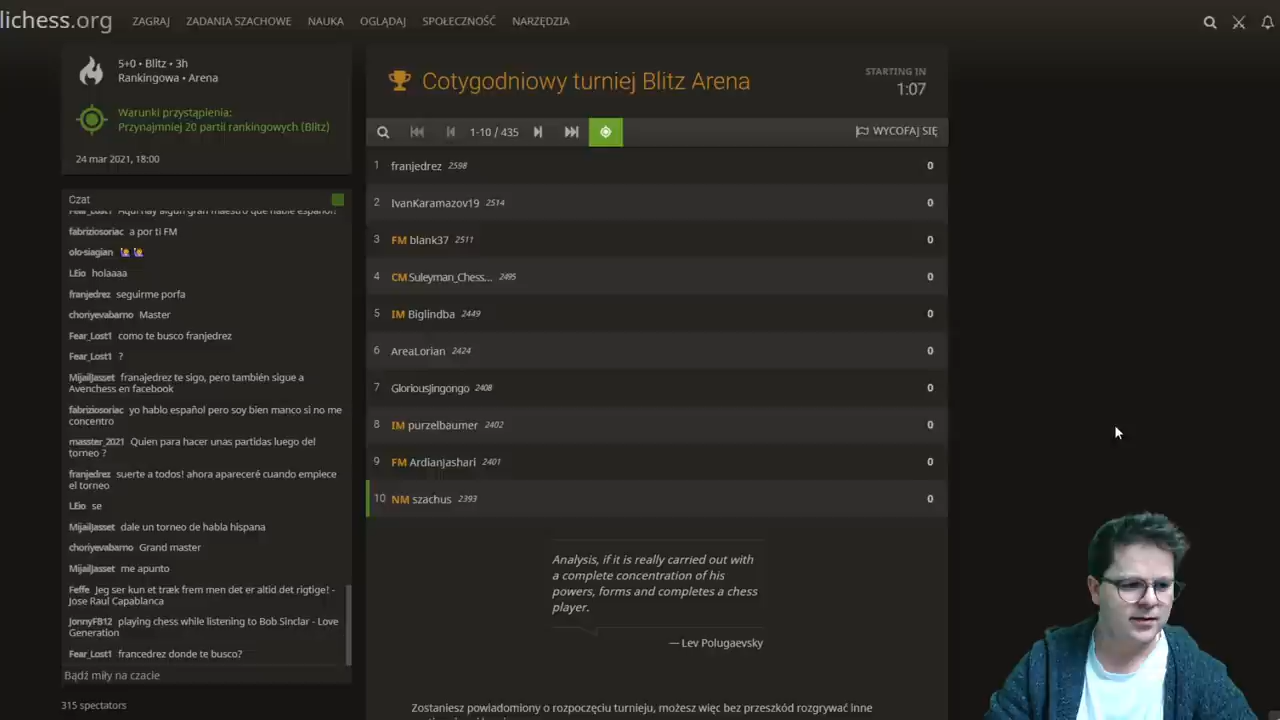 lichess.org ZAGRAJ ZADANIA SZACHOWE NAUKA OGLĄDAJ SPOŁECZNOŚĆ NARZĘDZIA
5+0 • Blitz • 3h
Rankingowa • Arena
Warunki przystąpienia:
Przynajmniej 20 partii rankingowych (Blitz)
24 mar 2021, 18:00
Czat
Fear_Lost1 Aqui hay algun gran maestro que hable español?
fabriziosoriac a por ti FM
olo-siagian 🙋 🙋
LEio holaaaa
franjedrez seguirme porfa
choriyevabarno Master
Fear_Lost1 como te busco franjedrez
Fear_Lost1 ?
MijailJasset franajedrez te sigo, pero también sigue a
Avenchess en facebook
fabriziosoriac yo hablo español pero soy bien manco si no me
concentro
masster_2021 Quien para hacer unas partidas luego del
torneo ?
franjedrez suerte a todos! ahora apareceré cuando empiece
el torneo
LEio se
MijailJasset dale un torneo de habla hispana
choriyevabarno Grand master
MijailJasset me apunto
Feffe Jeg ser kun et træk frem men det er altid det rigtige! -
Jose Raul Capablanca
JonnyFB12 playing chess while listening to Bob Sinclar - Love
Generation
Fear_Lost1 francedrez donde te busco?
Bądź miły na czacie
315 spectators
Cotygodniowy turniej Blitz Arena
STARTING IN
1:07
1-10 / 435
WYCOFAJ SIĘ
1 franjedrez 2598 0
2 IvanKaramazov19 2514 0
3 FM blank37 2511 0
4 CM Suleyman_Chess... 2495 0
5 IM Biglindba 2449 0
6 AreaLorian 2424 0
7 GloriousJingongo 2408 0
8 IM purzelbaumer 2402 0
9 FM ArdianJashari 2401 0
10 NM szachus 2393 0
Analysis, if it is really carried out with
a complete concentration of his
powers, forms and completes a chess
player.
— Lev Polugaevsky
Zostaniesz powiadomiony o rozpoczęciu turnieju, możesz więc bez przeszkód rozgrywać inne